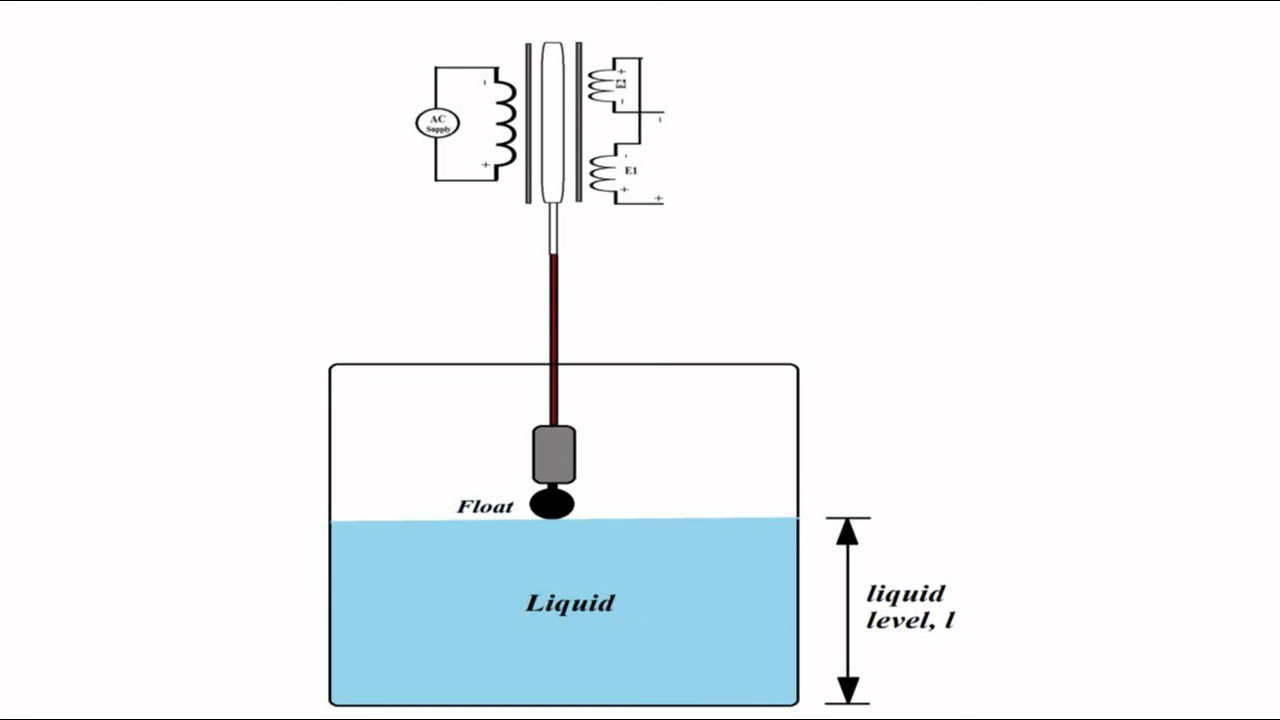 AC
Supply
-
+
+
E2
-
-
-
E1
+
+
Float
Liquid
liquid
level, l